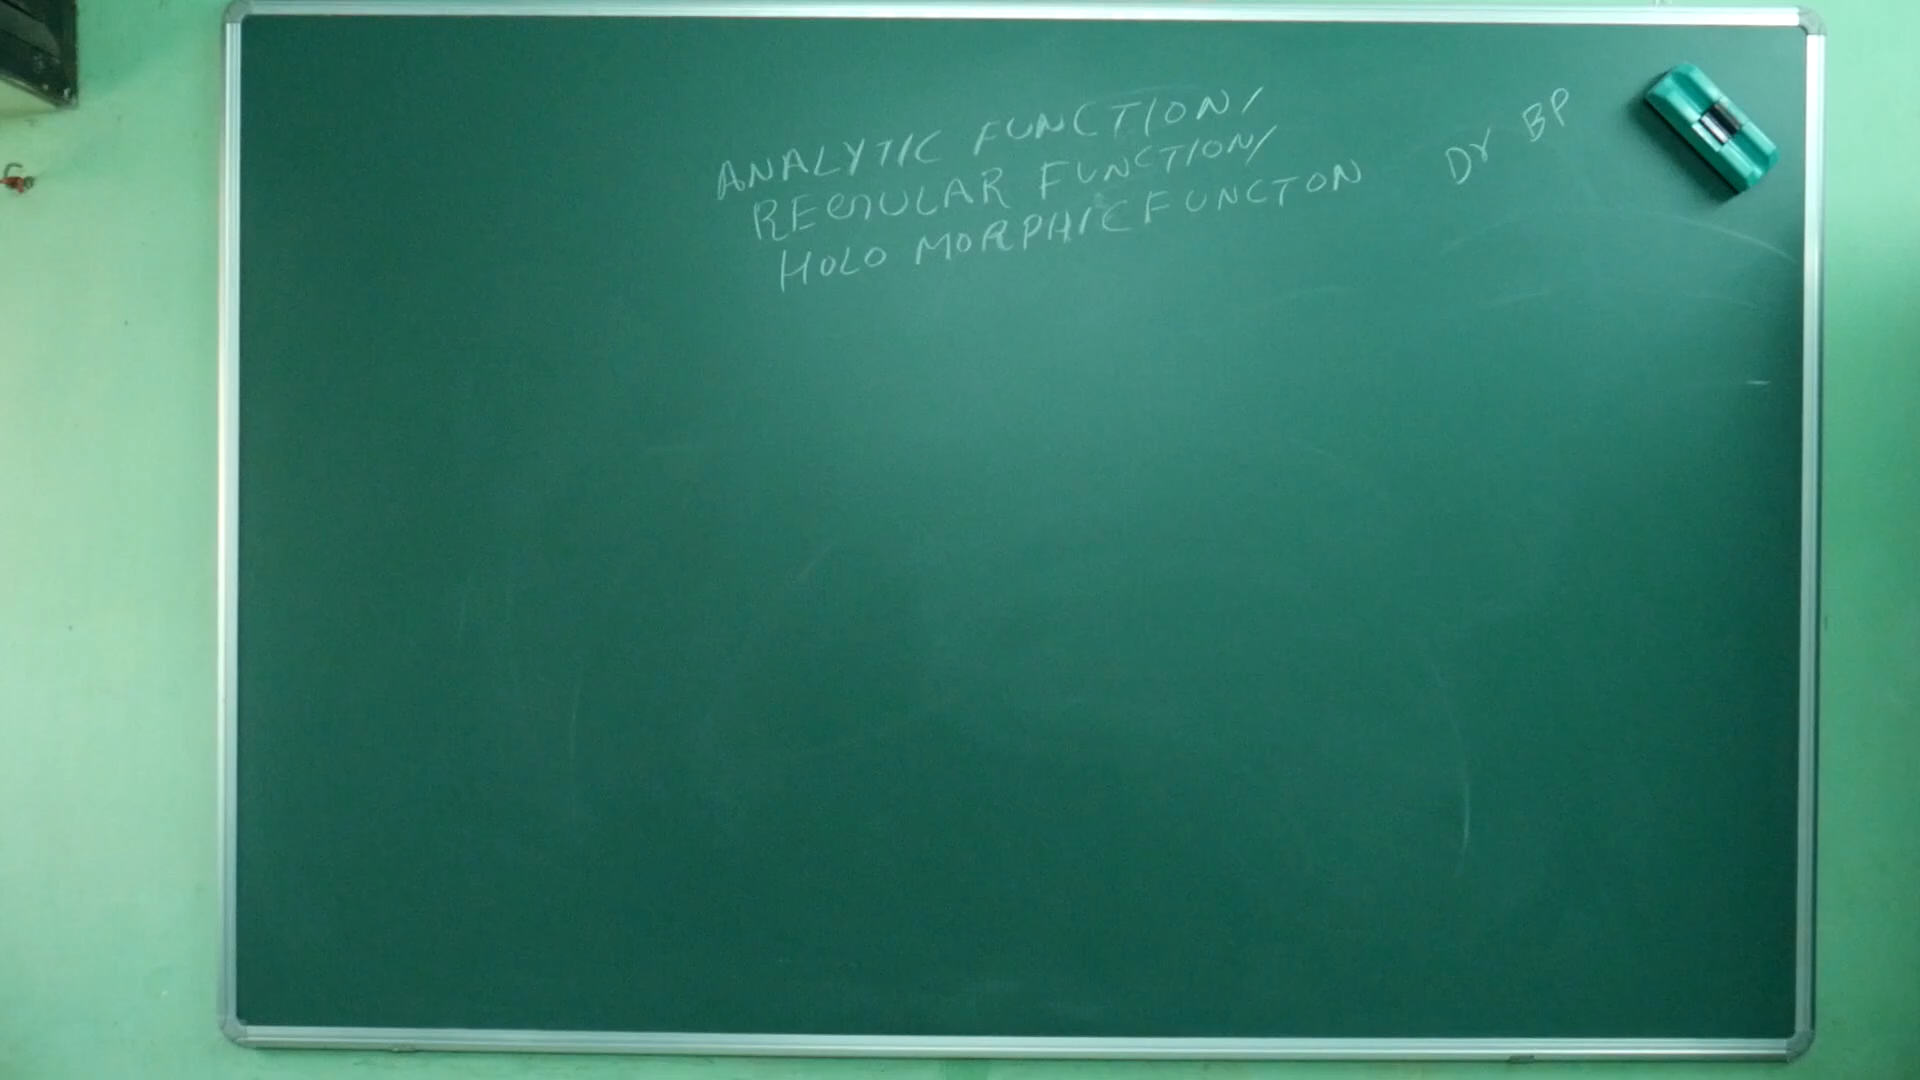 ANALYTIC FUNCTION/
REGULAR FUNCTION/
HOLO MORPHIC FUNCTON
Dr BP